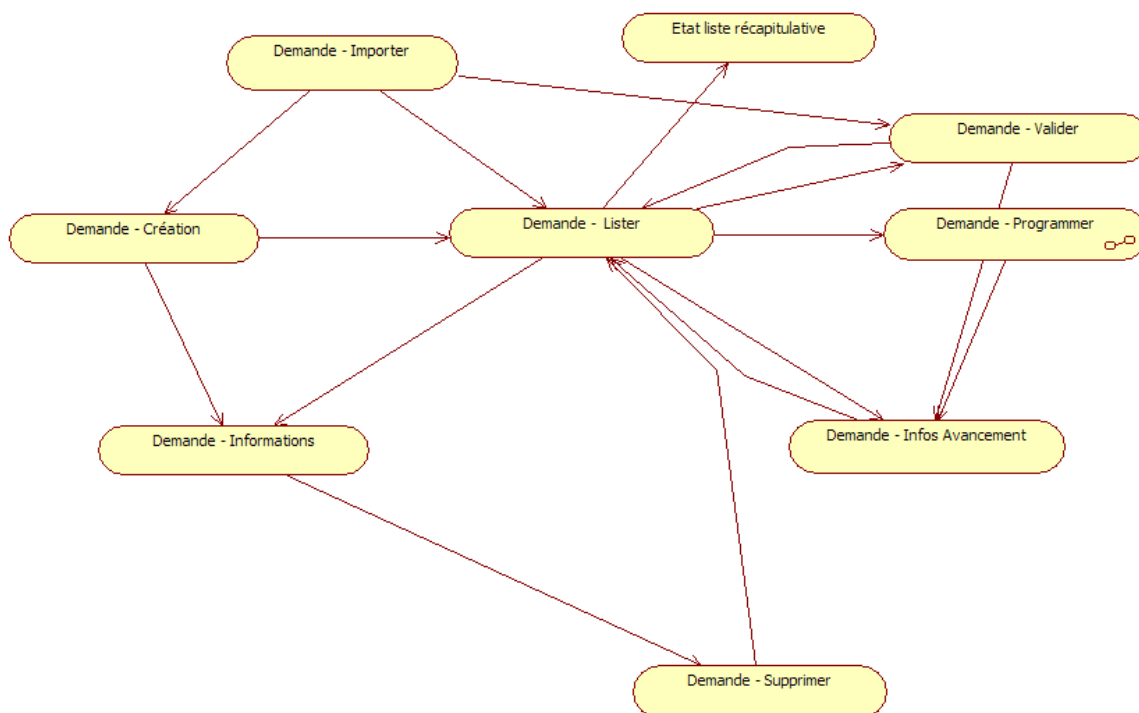 Etat liste récapitulative
Demande - Importer
Demande - Valider
Demande - Création
Demande - Lister
Demande - Programmer
Demande - Informations
Demande - Infos Avancement
Demande - Supprimer